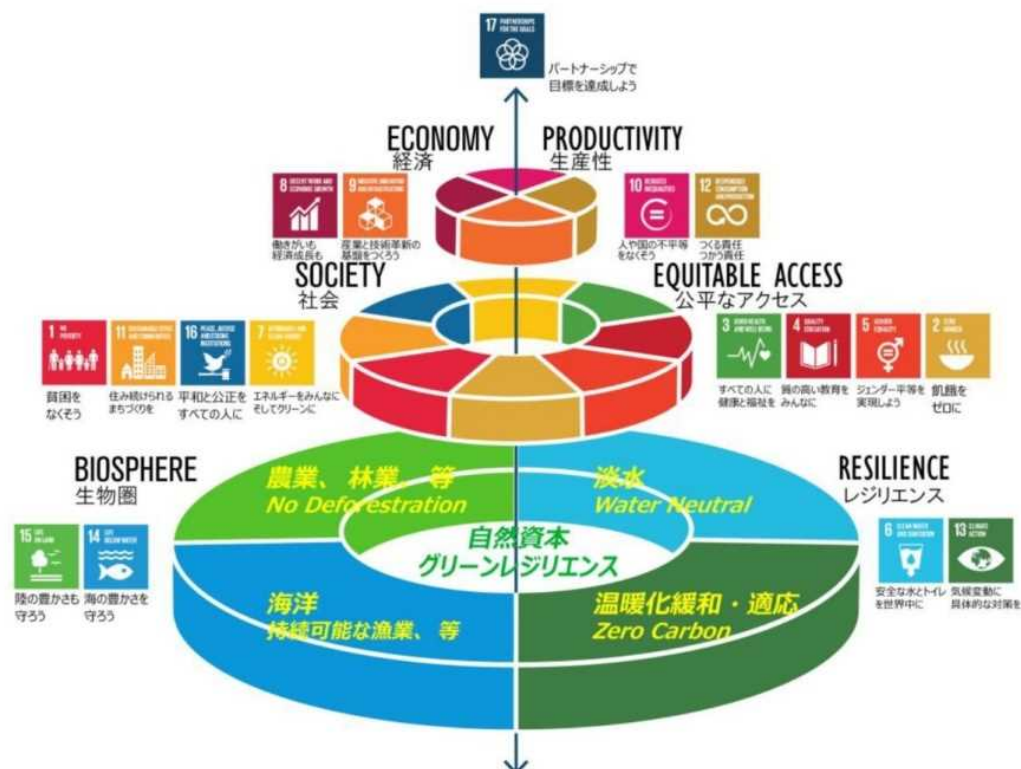 17 PARTNERSHIPS
FOR THE GOALS
パートナーシップで
目標を達成しよう
ECONOMY
経済
PRODUCTIVITY
生産性
8 DECENT WORK AND
ECONOMIC GROWTH
働きがいも
経済成長も
9 INDUSTRY, INNOVATION
AND INFRASTRUCTURE
産業と技術革新の
基盤をつくろう
10 REDUCED
INEQUALITIES
人や国の不平等
をなくそう
12 RESPONSIBLE
CONSUMPTION
AND PRODUCTION
つくる責任
つかう責任
SOCIETY
社会
EQUITABLE ACCESS
公平なアクセス
1 NO
POVERTY
貧困を
なくそう
11 SUSTAINABLE CITIES
AND COMMUNITIES
住み続けられる
まちづくりを
16 PEACE, JUSTICE
AND STRONG
INSTITUTIONS
平和と公正を
すべての人に
7 AFFORDABLE AND
CLEAN ENERGY
エネルギーをみんなに
そしてクリーンに
3 GOOD HEALTH
AND WELL-BEING
すべての人に
健康と福祉を
4 QUALITY
EDUCATION
質の高い教育を
みんなに
5 GENDER
EQUALITY
ジェンダー平等を
実現しよう
2 ZERO
HUNGER
飢餓を
ゼロに
BIOSPHERE
生物圏
RESILIENCE
レジリエンス
農業、林業、等
No Deforestration
淡水
Water Neutral
自然資本
グリーンレジリエンス
海洋
持続可能な漁業、等
温暖化緩和・適応
Zero Carbon
15 LIFE
ON LAND
陸の豊かさも
守ろう
14 LIFE
BELOW WATER
海の豊かさを
守ろう
6 CLEAN WATER
AND SANITATION
安全な水とトイレ
を世界中に
13 CLIMATE
ACTION
気候変動に
具体的な対策を